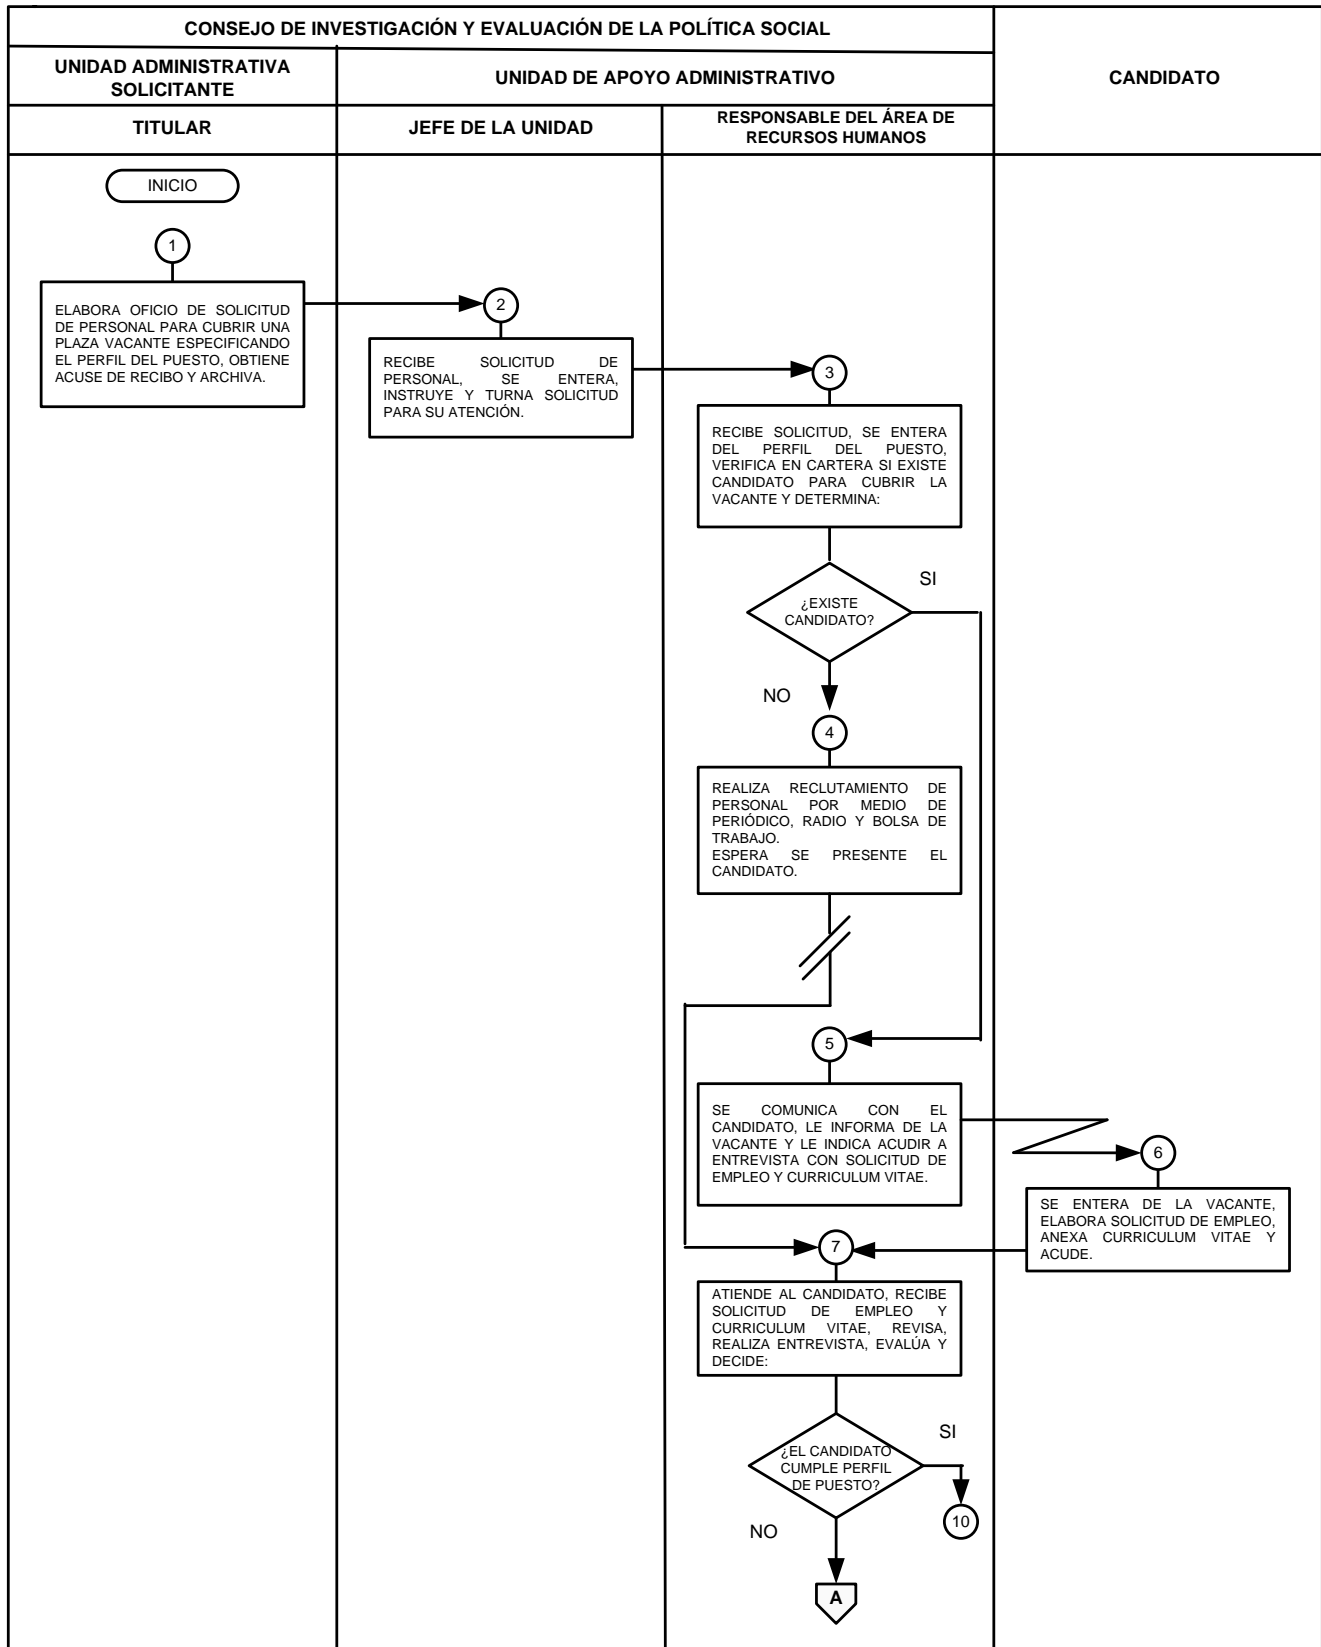 CONSEJO DE INVESTIGACIÓN Y EVALUACIÓN DE LA POLÍTICA SOCIAL
UNIDAD ADMINISTRATIVA
SOLICITANTE
UNIDAD DE APOYO ADMINISTRATIVO
CANDIDATO
TITULAR
JEFE DE LA UNIDAD
RESPONSABLE DEL ÁREA DE
RECURSOS HUMANOS
INICIO
1
ELABORA OFICIO DE SOLICITUD
DE PERSONAL PARA CUBRIR UNA
PLAZA VACANTE ESPECIFICANDO
EL PERFIL DEL PUESTO, OBTIENE
ACUSE DE RECIBO Y ARCHIVA.
2
RECIBE SOLICITUD DE
PERSONAL, SE ENTERA,
INSTRUYE Y TURNA SOLICITUD
PARA SU ATENCIÓN.
3
RECIBE SOLICITUD, SE ENTERA
DEL PERFIL DEL PUESTO,
VERIFICA EN CARTERA SI EXISTE
CANDIDATO PARA CUBRIR LA
VACANTE Y DETERMINA:
SI
¿EXISTE
CANDIDATO?
NO
4
REALIZA RECLUTAMIENTO DE
PERSONAL POR MEDIO DE
PERIÓDICO, RADIO Y BOLSA DE
TRABAJO.
ESPERA SE PRESENTE EL
CANDIDATO.
5
SE COMUNICA CON EL
CANDIDATO, LE INFORMA DE LA
VACANTE Y LE INDICA ACUDIR A
ENTREVISTA CON SOLICITUD DE
EMPLEO Y CURRICULUM VITAE.
6
SE ENTERA DE LA VACANTE,
ELABORA SOLICITUD DE EMPLEO,
ANEXA CURRICULUM VITAE Y
ACUDE.
7
ATIENDE AL CANDIDATO, RECIBE
SOLICITUD DE EMPLEO Y
CURRICULUM VITAE, REVISA,
REALIZA ENTREVISTA, EVALÚA Y
DECIDE:
SI
¿EL CANDIDATO
CUMPLE PERFIL
DE PUESTO?
10
NO
A